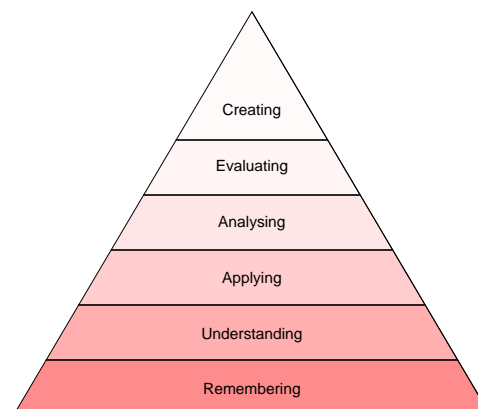 Creating
Evaluating
Analysing
Applying
Understanding
Remembering